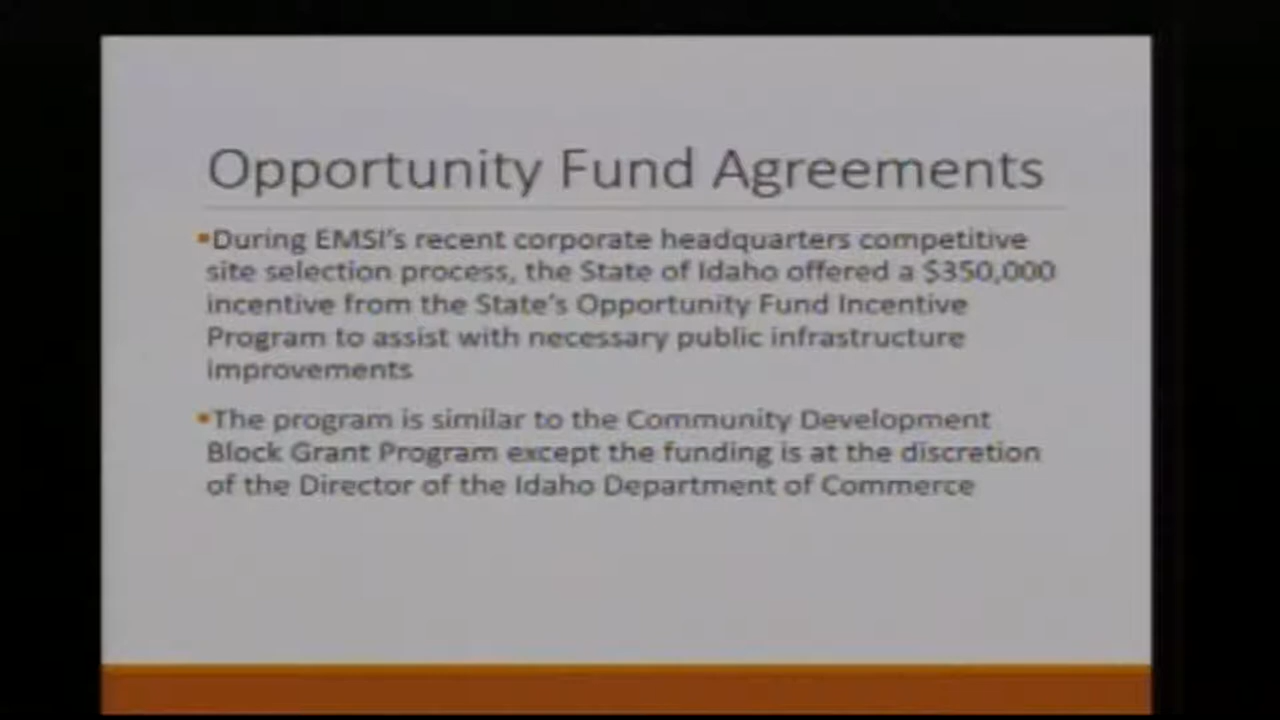 Opportunity Fund Agreements
▪During EMSI's recent corporate headquarters competitive
site selection process, the State of Idaho offered a $350,000
incentive from the State's Opportunity Fund Incentive
Program to assist with necessary public infrastructure
improvements
▪The program is similar to the Community Development
Block Grant Program except the funding is at the discretion
of the Director of the Idaho Department of Commerce